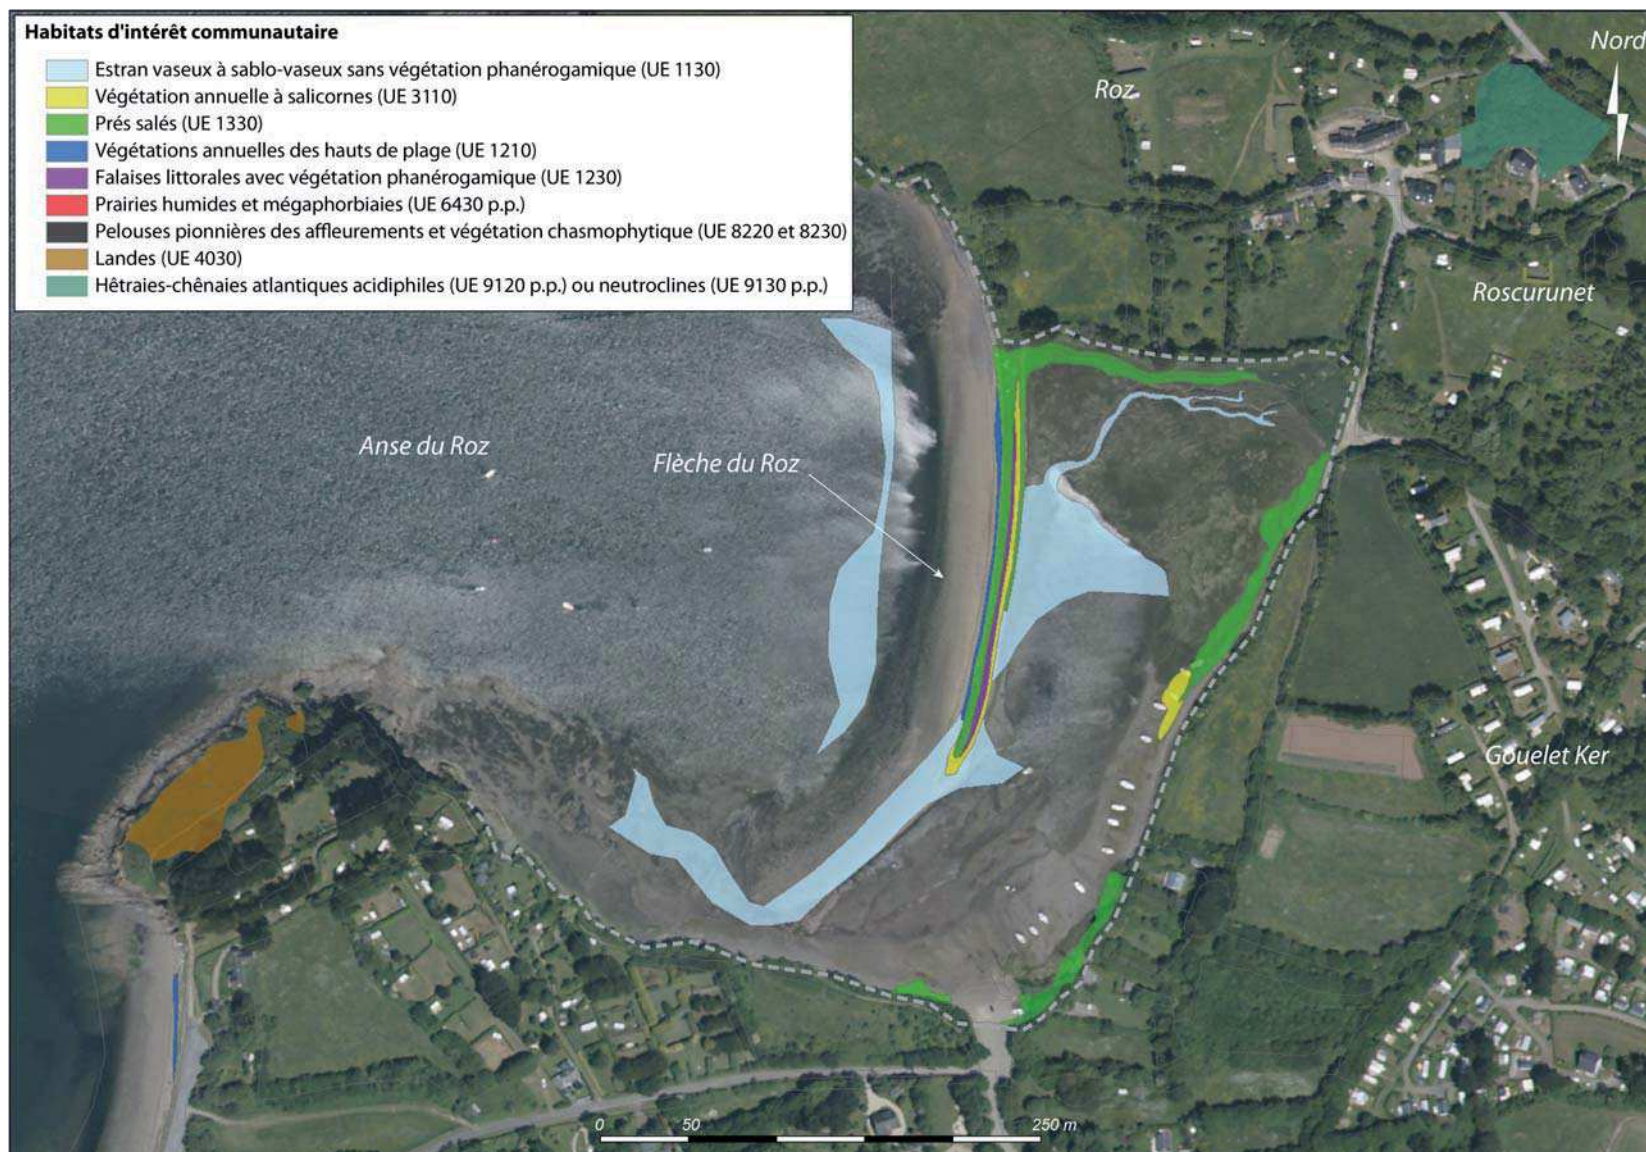 Habitats d'intérêt communautaire
Estran vaseux à sablo-vaseux sans végétation phanérogamique (UE 1130)
Végétation annuelle à salicornes (UE 3110)
Prés salés (UE 1330)
Végétations annuelles des hauts de plage (UE 1210)
Falaises littorales avec végétation phanérogamique (UE 1230)
Prairies humides et mégaphorbiaies (UE 6430 p.p.)
Pelouses pionnières des affleurements et végétation chasmophytique (UE 8220 et 8230)
Landes (UE 4030)
Hêtraies-chênaies atlantiques acidiphiles (UE 9120 p.p.) ou neutroclines (UE 9130 p.p.)
Nord
Roz
Roscurunet
Anse du Roz
Flèche du Roz
Gouelet Ker
0 50 250 m